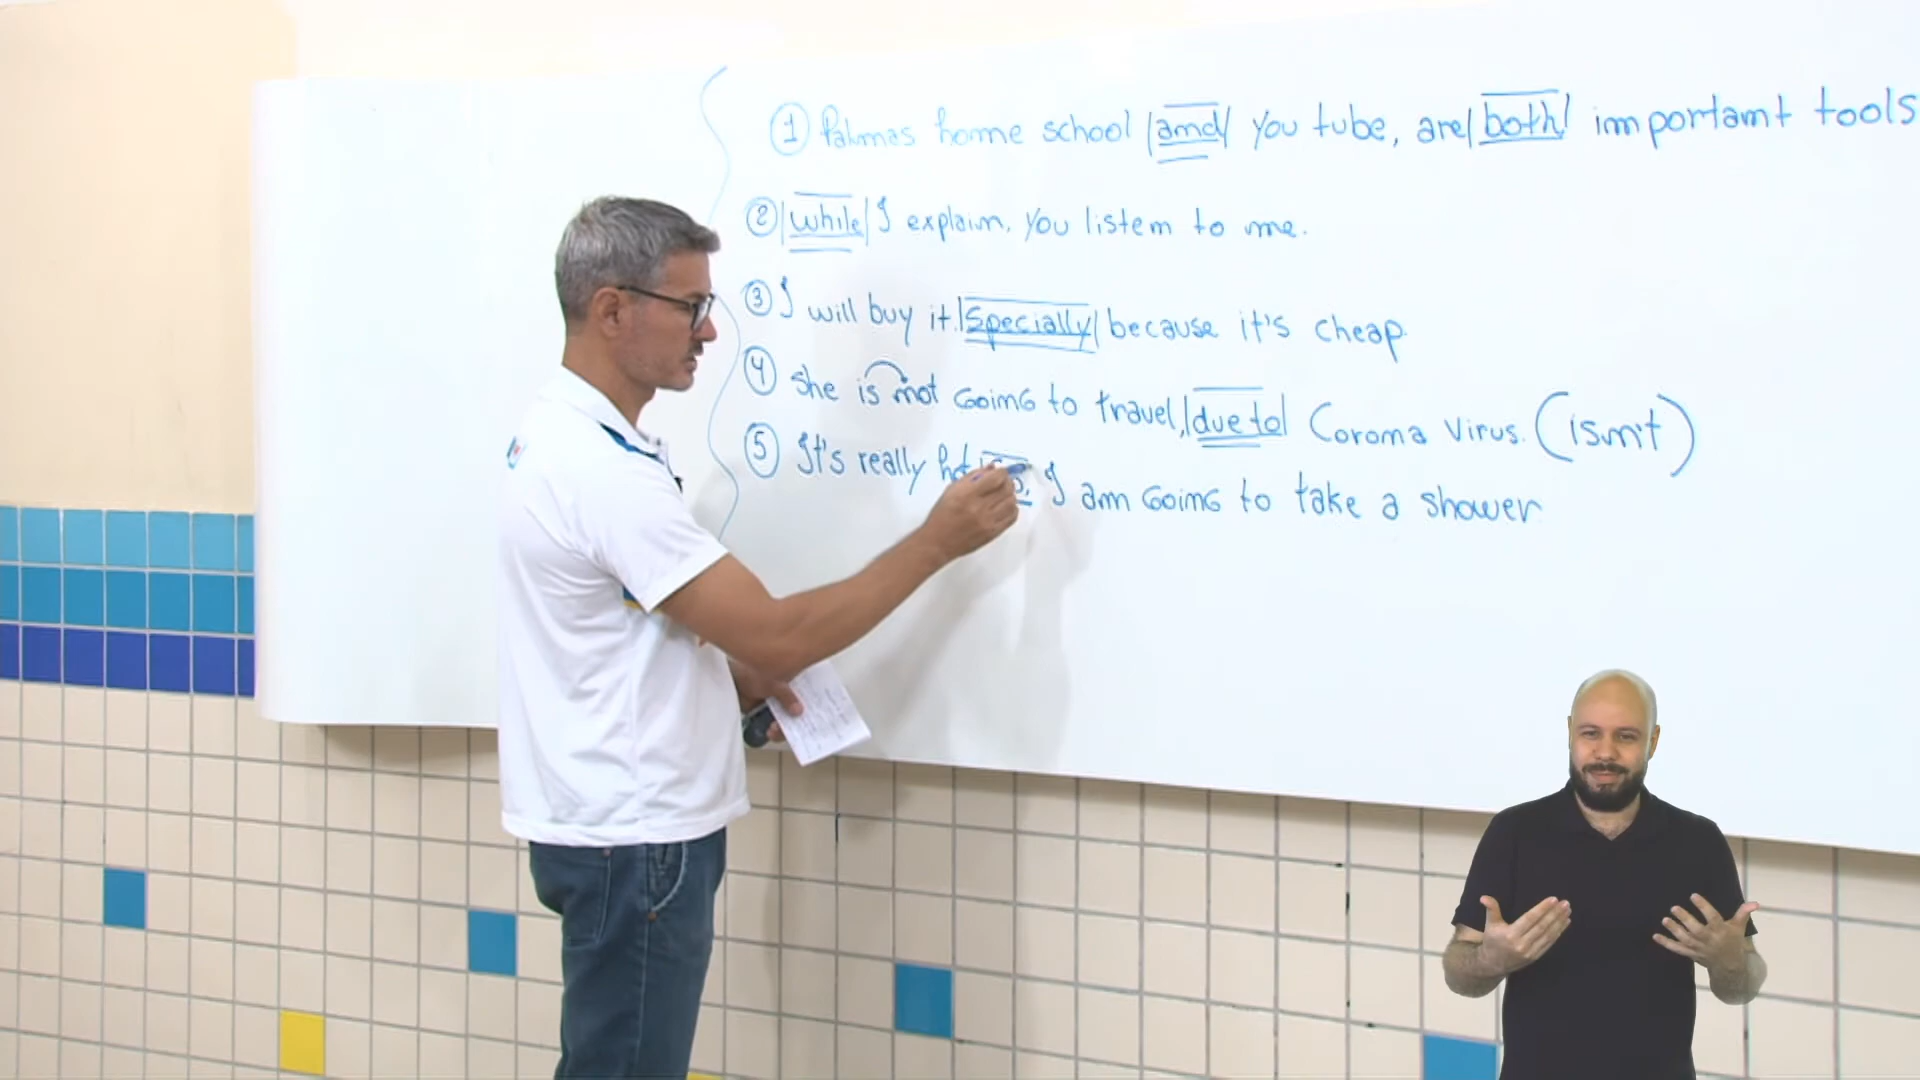 ① Palmas home school and You tube, are both important tools
② while I explain, you listen to me.
③ I will buy it. Specially because it's cheap.
④ She is not Going to travel, due to Corona Virus. (isn't)
⑤ It's really I am Going to take a shower